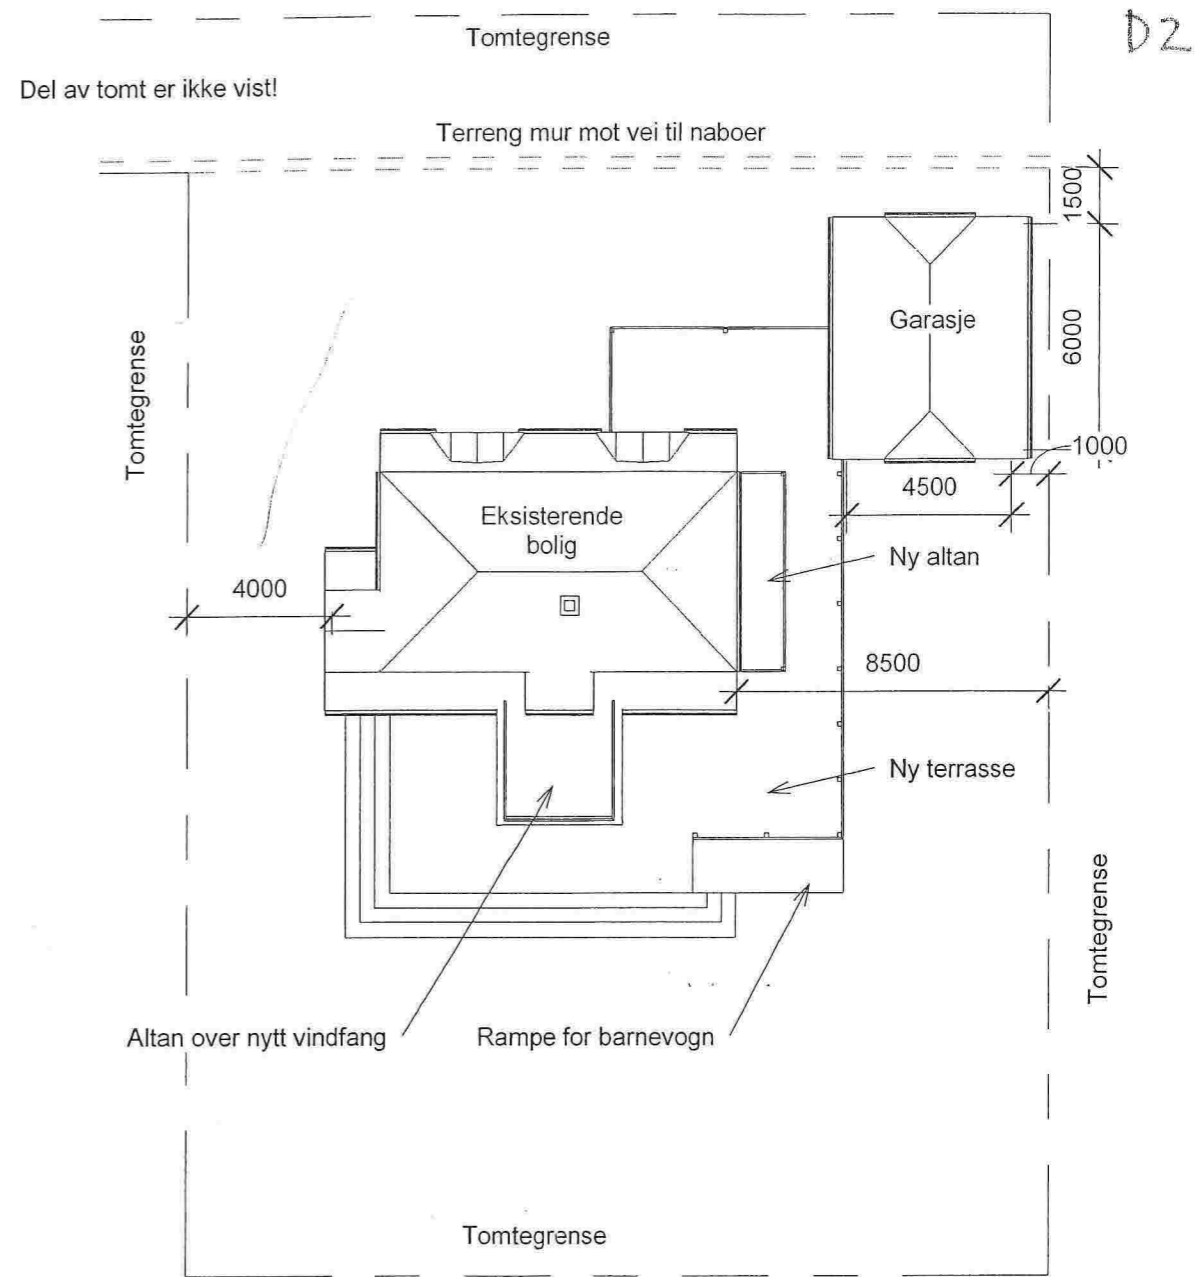 D2
Tomtegrense
Del av tomt er ikke vist!
Terreng mur mot vei til naboer
1500
Garasje
6000
Tomtegrense
1000
4500
Eksisterende
bolig
Ny altan
4000
8500
Ny terrasse
Tomtegrense
Altan over nytt vindfang
Rampe for barnevogn
Tomtegrense